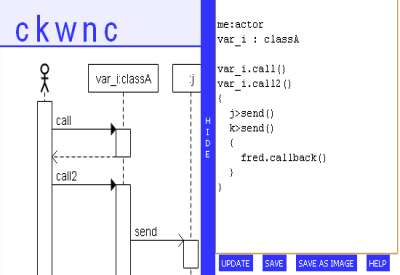 ckwnc
var_i:classA
:j
call
call2
send
HIDE
me:actor
var_i : classA
var_i.call()
var_i.call2()
{
j>send()
k>send()
{
fred.callback()
}
}
UPDATE
SAVE
SAVE AS IMAGE
HELP